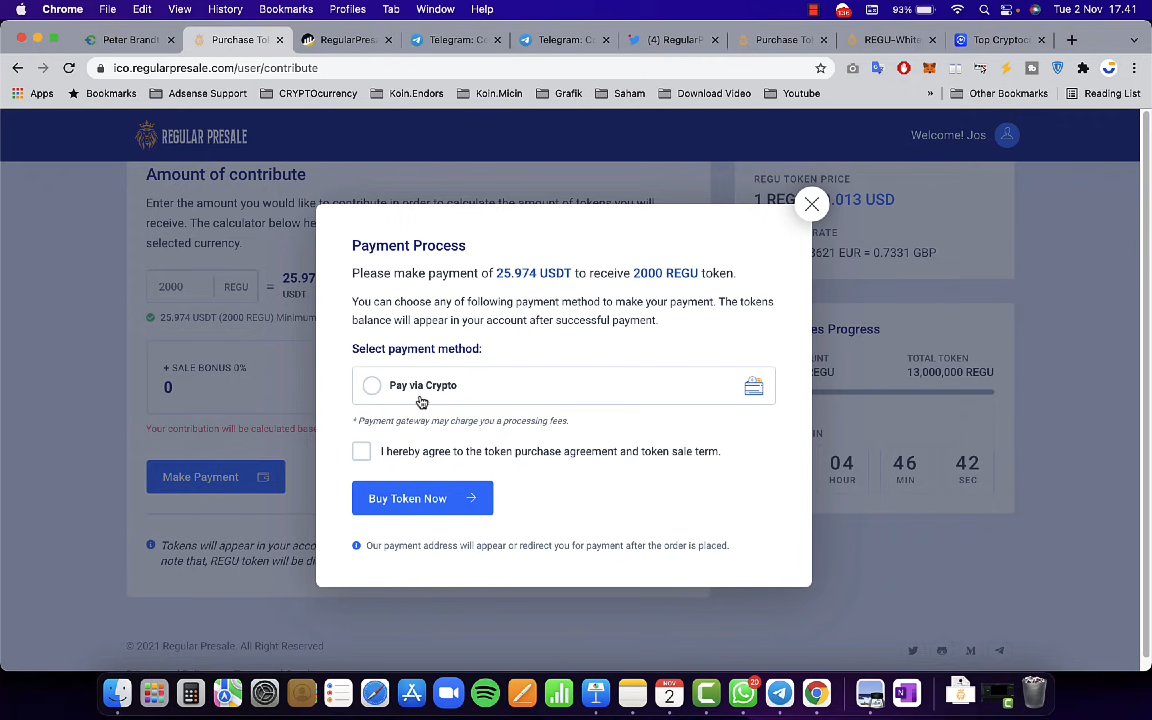 Chrome File Edit View History Bookmarks Profiles Tab Window Help 136 93% Tue 2 Nov 17.41
Peter Brandt Purchase To RegularPres Telegram: Co Telegram: Co (4) RegularP Purchase To REGU-White Top Cryptoc
ico.regularpresale.com/user/contribute
Apps Bookmarks Adsense Support CRYPTOcurrency Koin.Endors Koin.Micin Grafik Saham Download Video Youtube » Other Bookmarks Reading List
REGULAR PRESALE Welcome! Jos
Amount of contribute
Enter the amount you would like to contribute in order to calculate the amount of tokens you will
receive. The calculator below he
selected currency.
2000 REGU = 25.97
USDT
25.974 USDT (2000 REGU) Minimum
+ SALE BONUS 0%
0
Your contribution will be calculated base
Make Payment
Tokens will appear in your accou
note that, REGU token will be di
REGU TOKEN PRICE
1 REG .013 USD
RATE
3621 EUR = 0.7331 GBP
es Progress
OUNT TOTAL TOKEN
REGU 13,000,000 REGU
IN
04 46 42
HOUR MIN SEC
Payment Process
Please make payment of 25.974 USDT to receive 2000 REGU token.
You can choose any of following payment method to make your payment. The tokens
balance will appear in your account after successful payment.
Select payment method:
Pay via Crypto
* Payment gateway may charge you a processing fees.
I hereby agree to the token purchase agreement and token sale term.
Buy Token Now
Our payment address will appear or redirect you for payment after the order is placed.
© 2021 Regular Presale. All Right Reserved
NOV
2
20